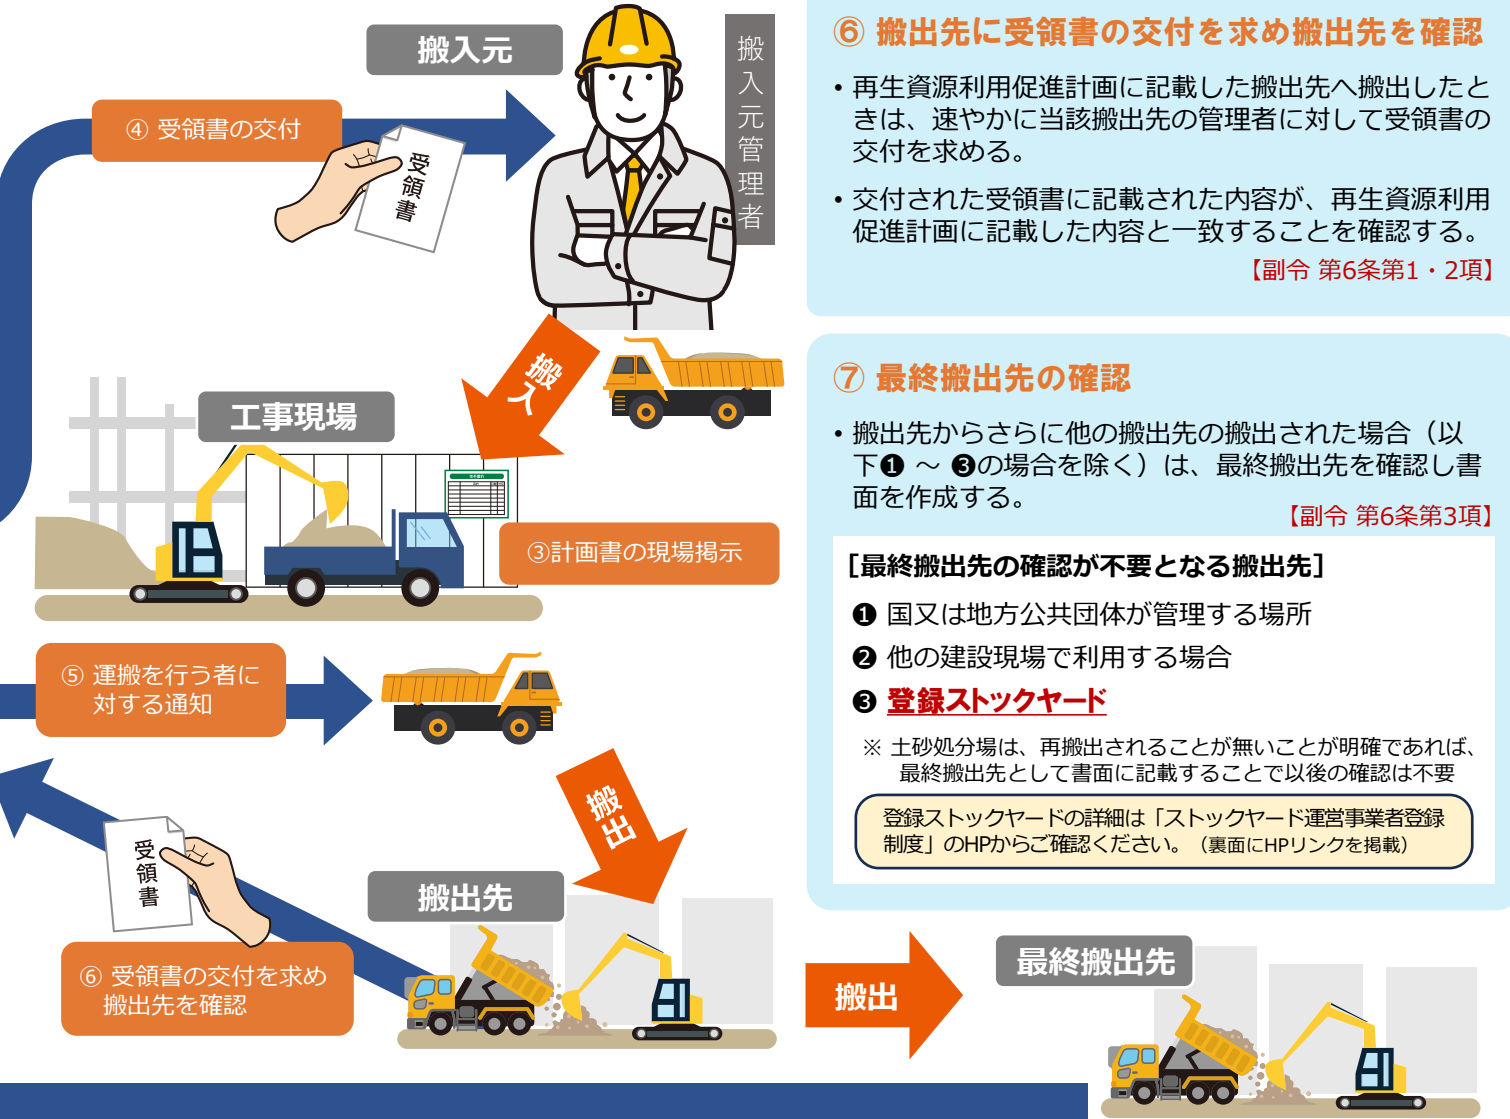 搬入元
搬入元管理者
④ 受領書の交付
受領書
搬入
工事現場
③計画書の現場掲示
⑤ 運搬を行う者に
対する通知
搬出
受領書
搬出先
⑥ 受領書の交付を求め
搬出先を確認
搬出
最終搬出先
⑥ 搬出先に受領書の交付を求め搬出先を確認
・再生資源利用促進計画に記載した搬出先へ搬出したと
きは、速やかに当該搬出先の管理者に対して受領書の
交付を求める。
・交付された受領書に記載された内容が、再生資源利用
促進計画に記載した内容と一致することを確認する。
【副令 第6条第1・2項】
⑦ 最終搬出先の確認
・搬出先からさらに他の搬出先の搬出された場合（以
下❶ ～ ❸の場合を除く）は、最終搬出先を確認し書
面を作成する。
【副令 第6条第3項】
［最終搬出先の確認が不要となる搬出先］
❶ 国又は地方公共団体が管理する場所
❷ 他の建設現場で利用する場合
❸ 登録ストックヤード
※ 土砂処分場は、再搬出されることが無いことが明確であれば、
最終搬出先として書面に記載することで以後の確認は不要
登録ストックヤードの詳細は「ストックヤード運営事業者登録
制度」のHPからご確認ください。（裏面にHPリンクを掲載）